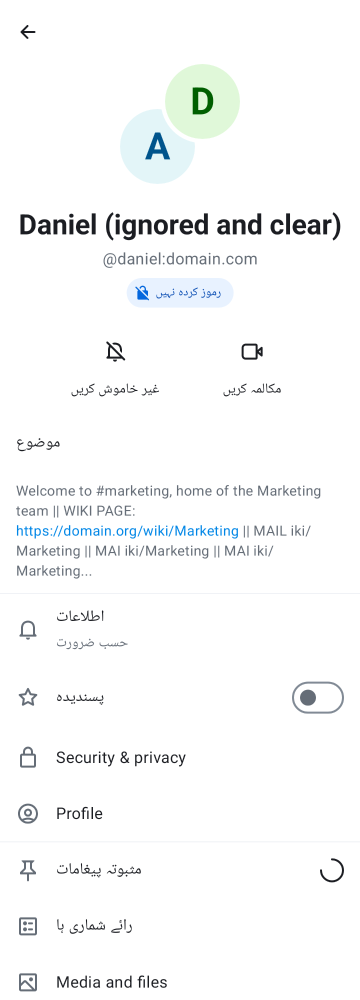 D
A
Daniel (ignored and clear)
@daniel:domain.com
رموز کردہ نہیں
غیر خاموش کریں
مکالمہ کریں
موضوع
Welcome to #marketing, home of the Marketing
team || WIKI PAGE:
https://domain.org/wiki/Marketing || MAIL iki/
Marketing || MAI iki/Marketing || MAI iki/
Marketing...
اطلاعات
حسب ضرورت
پسندیدہ
Security & privacy
Profile
مثبوتہ پیغامات
رائے شماری ہا
Media and files